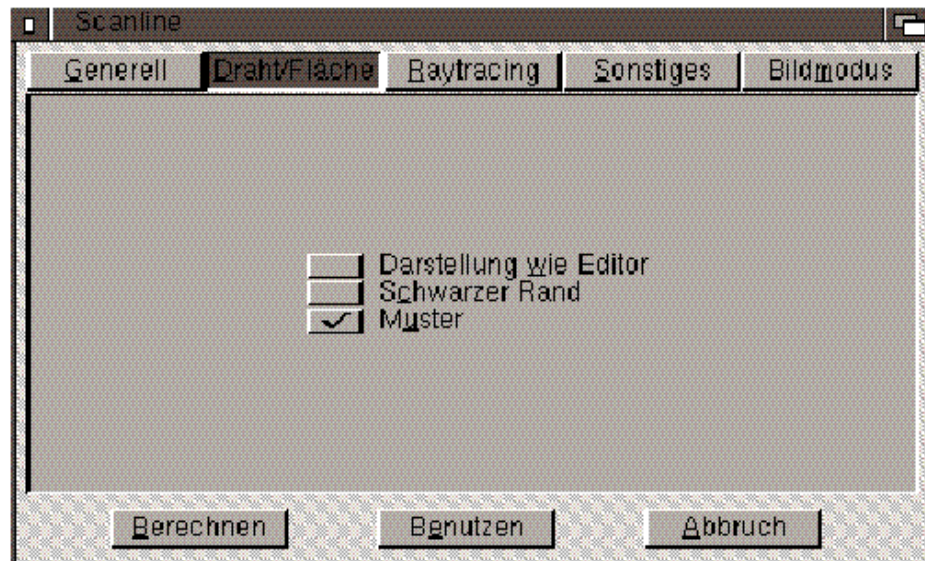 Scanline
Generell Draht/Fläche Raytracing Sonstiges Bildmodus
Darstellung wie Editor
Schwarzer Rand
Muster
Berechnen Benutzen Abbruch